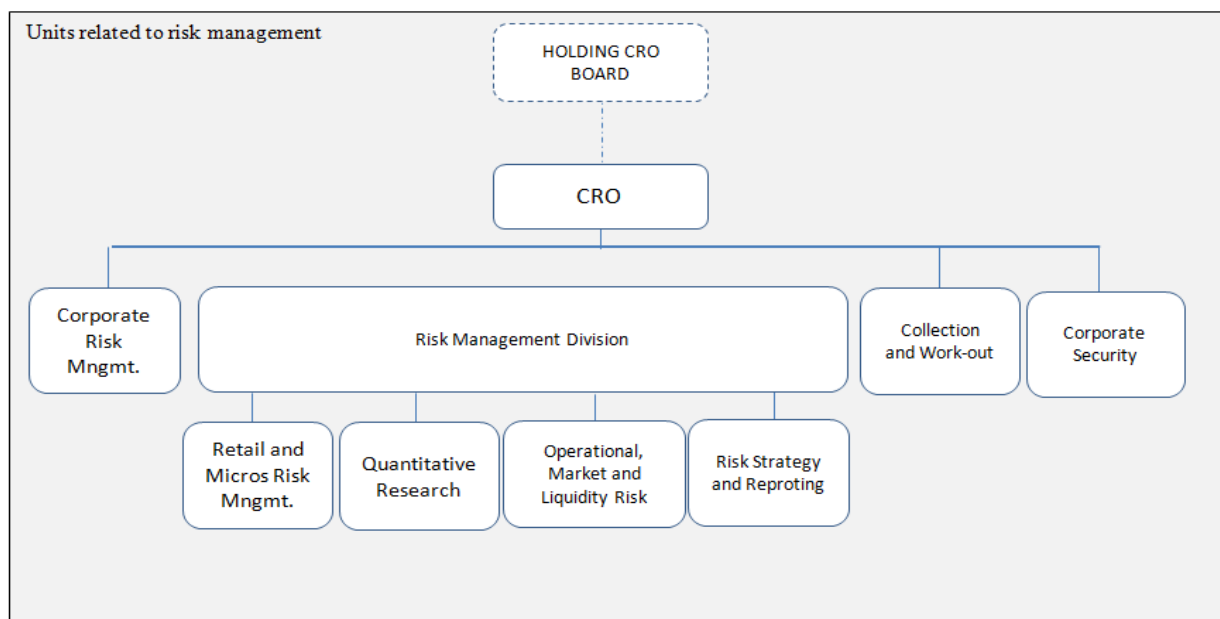 Units related to risk management
HOLDING CRO
BOARD
CRO
Corporate
Risk
Mngmt.
Risk Management Division
Collection
and Work-out
Corporate
Security
Retail and
Micros Risk
Mngmt.
Quantitative
Research
Operational,
Market and
Liquidity Risk
Risk Strategy
and Reproting